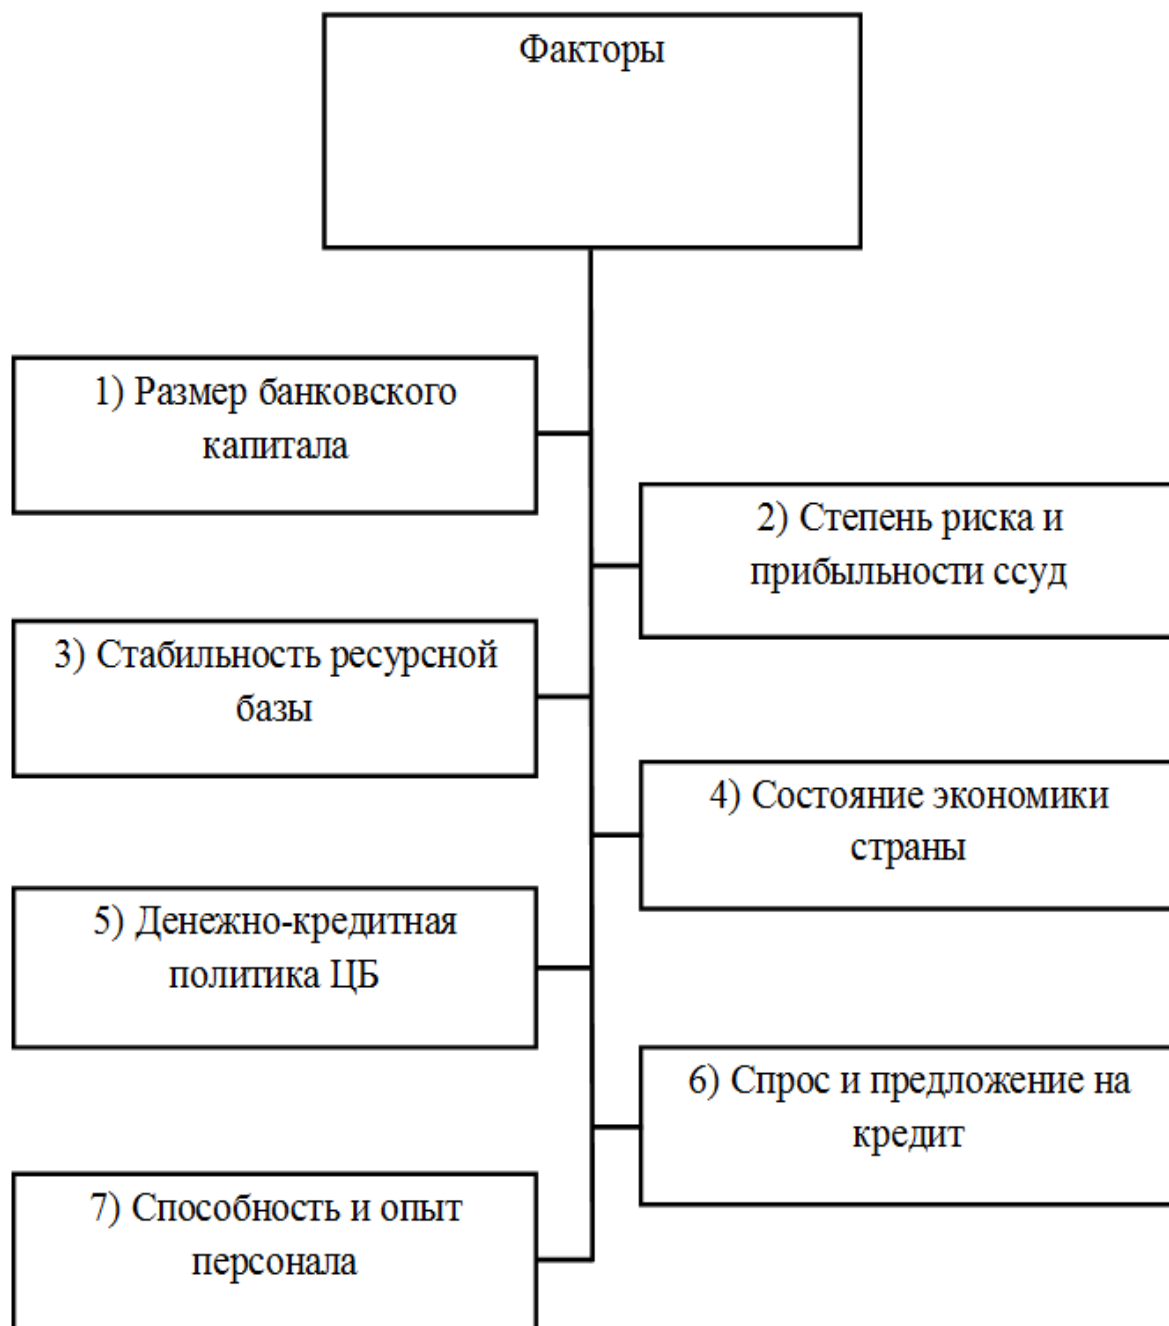 Факторы
1) Размер банковского
капитала
2) Степень риска и
прибыльности ссуд
3) Стабильность ресурсной
базы
4) Состояние экономики
страны
5) Денежно-кредитная
политика ЦБ
6) Спрос и предложение на
кредит
7) Способность и опыт
персонала